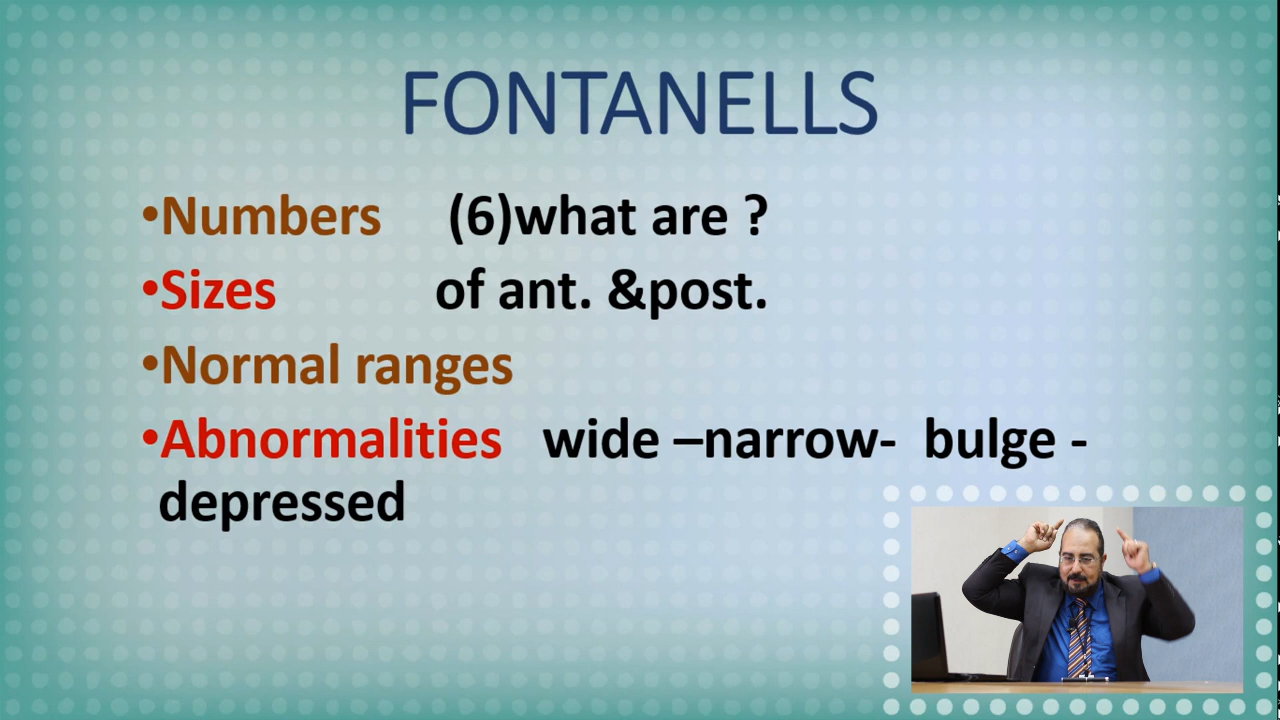 FONTANELLS
•Numbers (6)what are ?
•Sizes of ant. &post.
•Normal ranges
•Abnormalities wide –narrow- bulge -
depressed